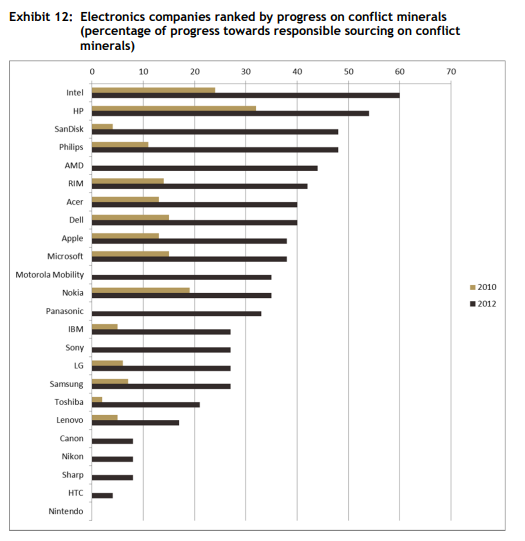 Exhibit 12: Electronics companies ranked by progress on conflict minerals
(percentage of progress towards responsible sourcing on conflict
minerals)
0 10 20 30 40 50 60 70
Intel
HP
SanDisk
Philips
AMD
RIM
Acer
Dell
Apple
Microsoft
Motorola Mobility
Nokia
Panasonic
IBM
Sony
LG
Samsung
Toshiba
Lenovo
Canon
Nikon
Sharp
HTC
Nintendo
2010
2012